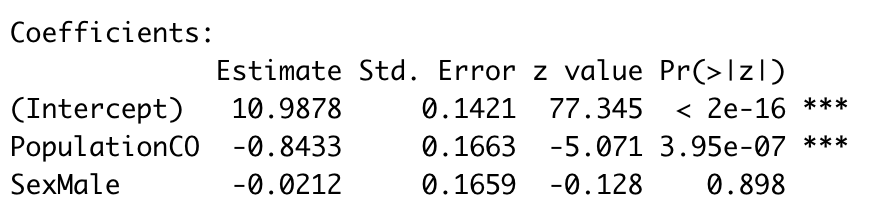 Coefficients:
Estimate Std. Error z value Pr(>|z|)
(Intercept) 10.9878 0.1421 77.345 < 2e-16 ***
PopulationCO -0.8433 0.1663 -5.071 3.95e-07 ***
SexMale -0.0212 0.1659 -0.128 0.898